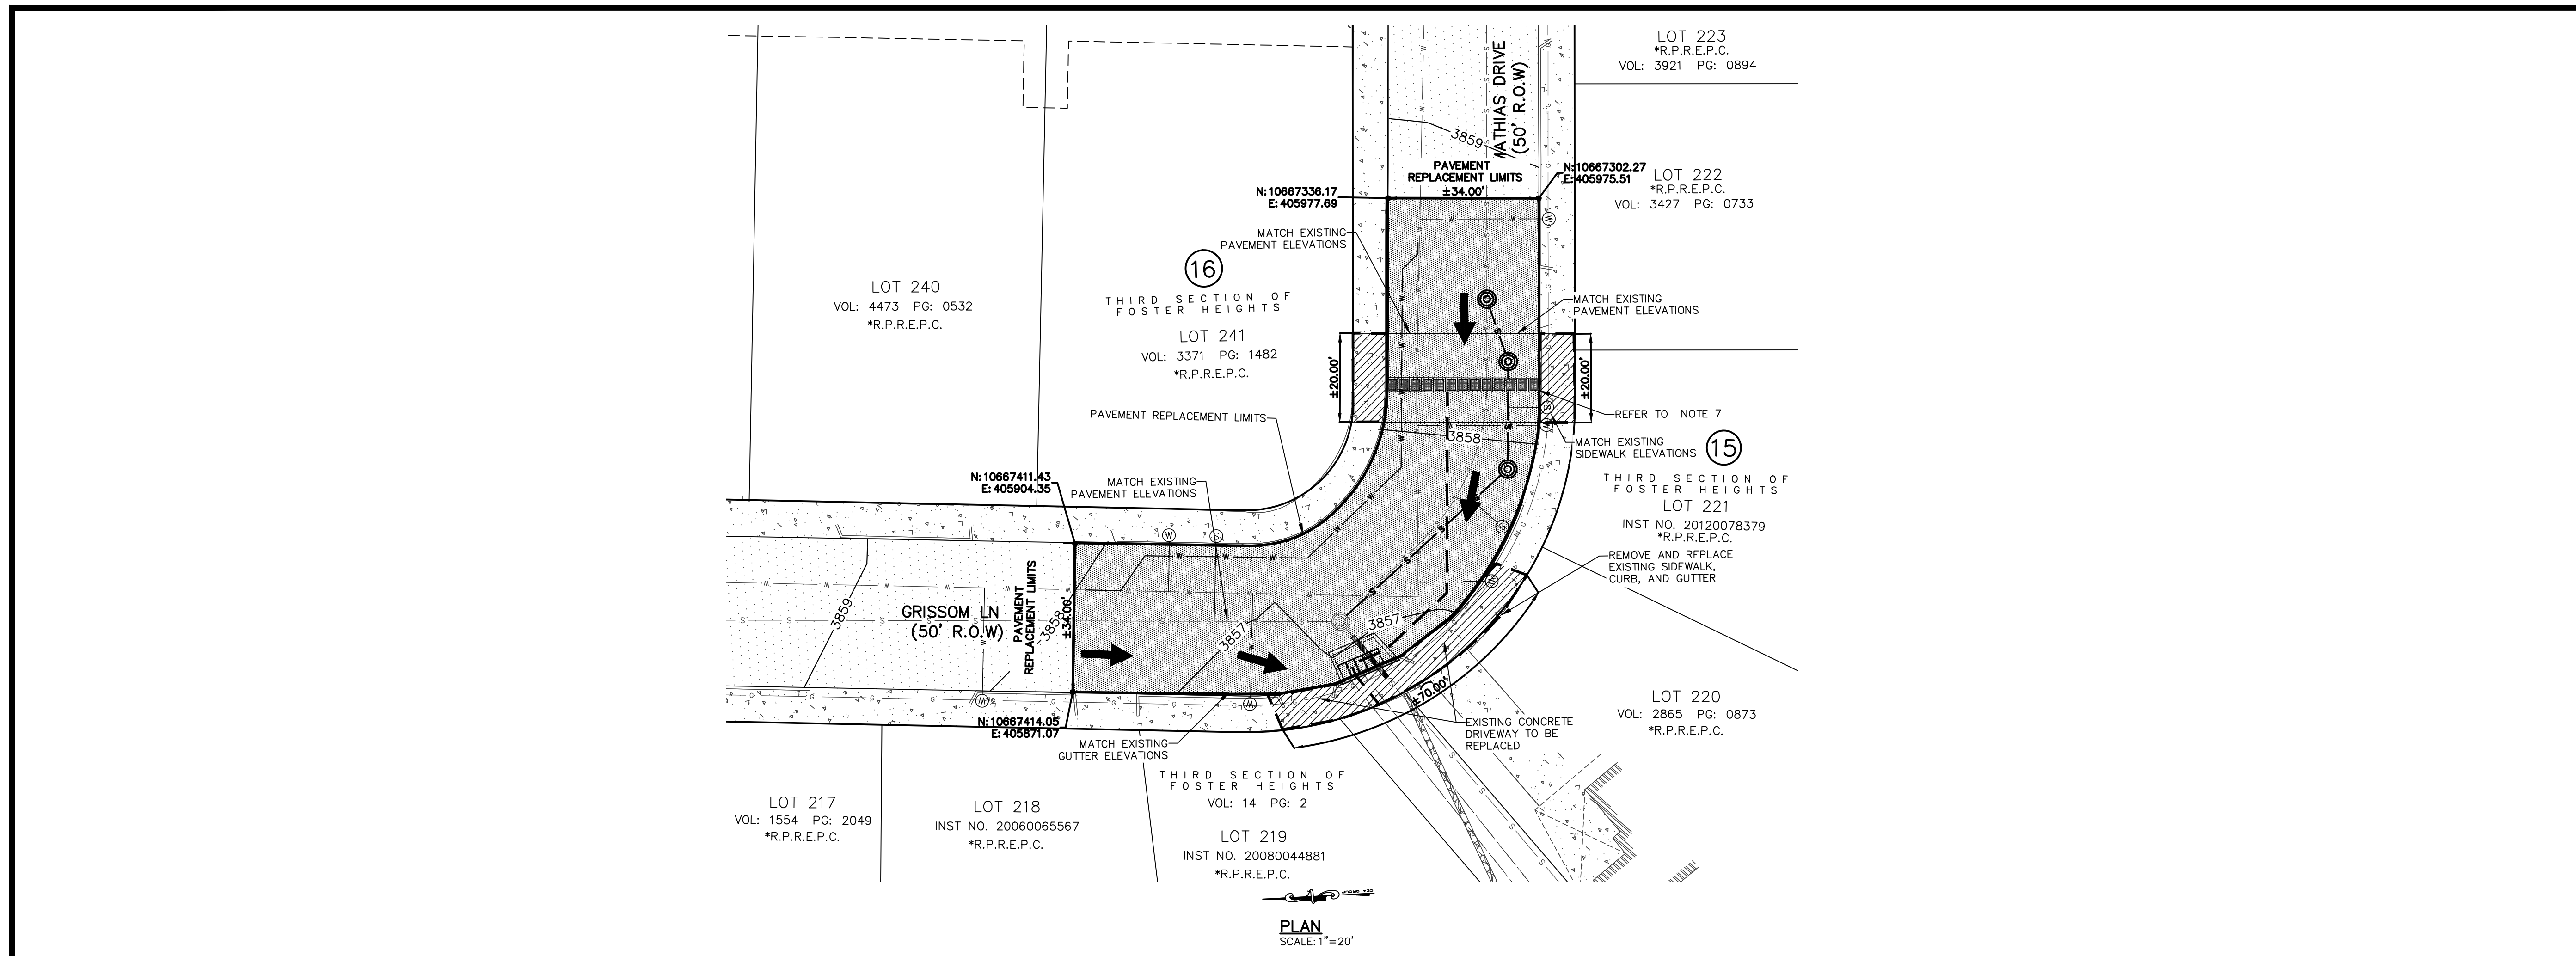 LOT 223
*R.P.R.E.P.C.
VOL: 3921 PG: 0894
MATHIAS DRIVE
(50' R.O.W)
3859
PAVEMENT
REPLACEMENT LIMITS
±34.00'
N:10667302.27
E:405975.51
LOT 222
*R.P.R.E.P.C.
VOL: 3427 PG: 0733
N:10667336.17
E: 405977.69
MATCH EXISTING
PAVEMENT ELEVATIONS
16
THIRD SECTION OF
FOSTER HEIGHTS
LOT 240
VOL: 4473 PG: 0532
*R.P.R.E.P.C.
LOT 241
VOL: 3371 PG: 1482
*R.P.R.E.P.C.
MATCH EXISTING
PAVEMENT ELEVATIONS
±20.00'
±20.00'
PAVEMENT REPLACEMENT LIMITS
REFER TO NOTE 7
3858
MATCH EXISTING
SIDEWALK ELEVATIONS
15
THIRD SECTION OF
FOSTER HEIGHTS
LOT 221
INST NO. 20120078379
*R.P.R.E.P.C.
N:10667411.43
E: 405904.35
MATCH EXISTING
PAVEMENT ELEVATIONS
REMOVE AND REPLACE
EXISTING SIDEWALK,
CURB, AND GUTTER
3859
GRISSOM LN
(50' R.O.W)
PAVEMENT
REPLACEMENT LIMITS
3858
±34.00'
3857
3857
±70.00'
LOT 220
VOL: 2865 PG: 0873
*R.P.R.E.P.C.
N:10667414.05
E: 405871.07
MATCH EXISTING
GUTTER ELEVATIONS
EXISTING CONCRETE
DRIVEWAY TO BE
REPLACED
THIRD SECTION OF
FOSTER HEIGHTS
VOL: 14 PG: 2
LOT 217
VOL: 1554 PG: 2049
*R.P.R.E.P.C.
LOT 218
INST NO. 20060065567
*R.P.R.E.P.C.
LOT 219
INST NO. 20080044881
*R.P.R.E.P.C.
PLAN
SCALE: 1"=20'